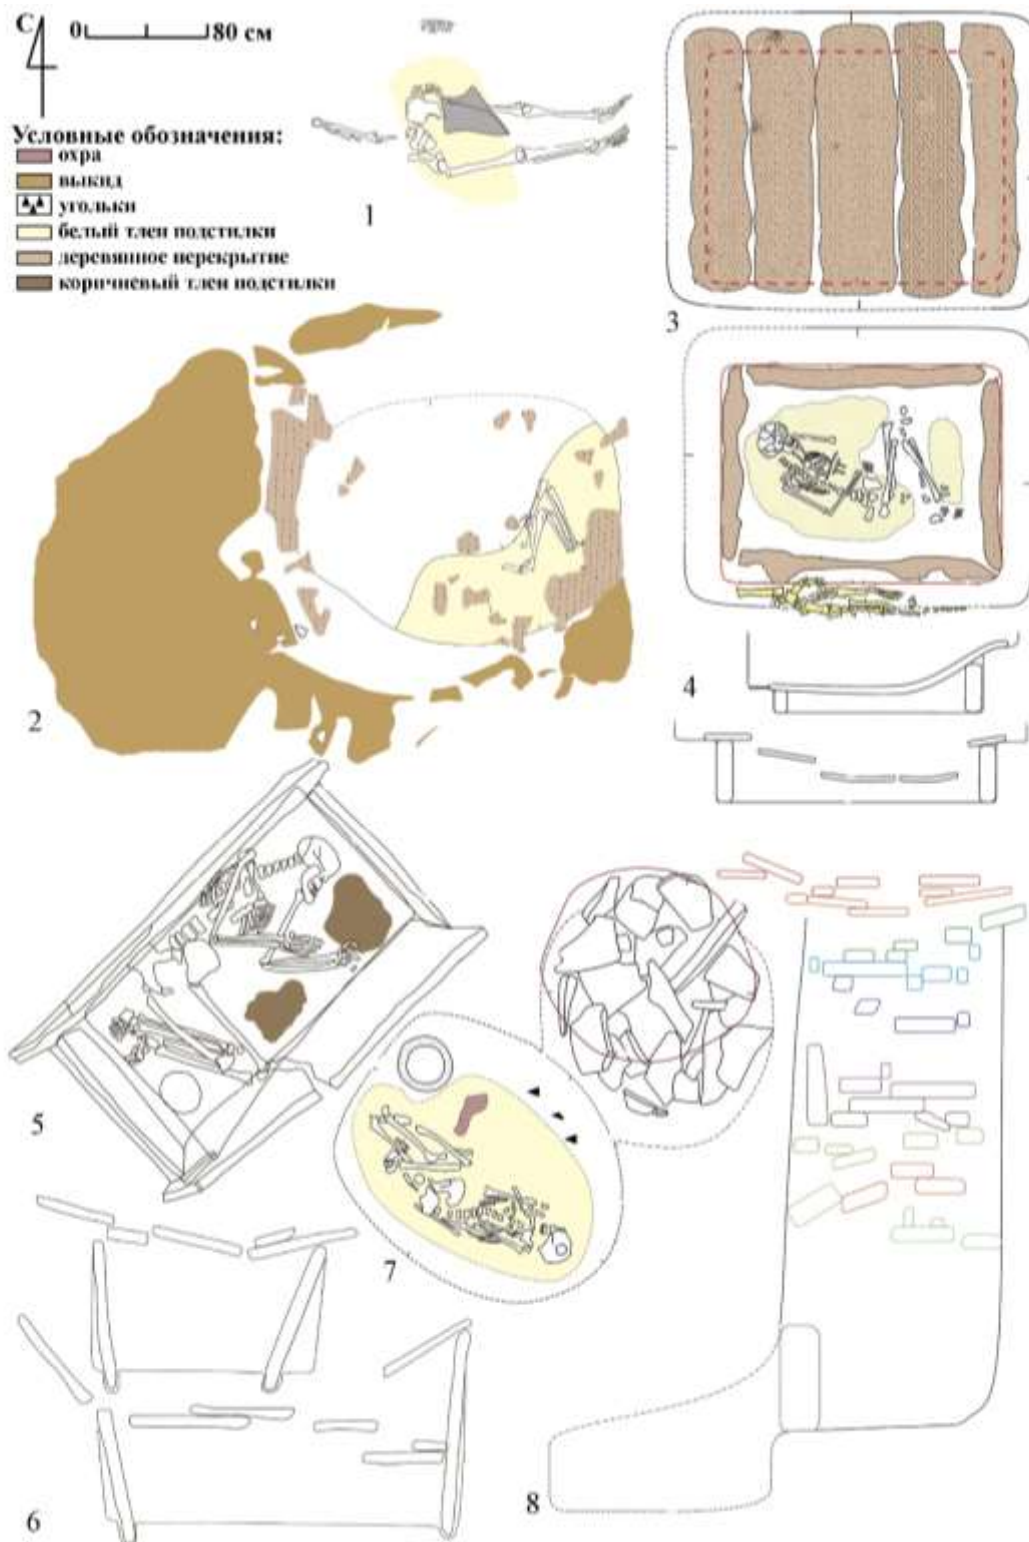 С
0 80 см
Условные обозначения:
охра
выкид
угольки
белый тлен подстилки
деревянное перекрытие
коричневый тлен подстилки
1
2
3
4
5
6
7
8